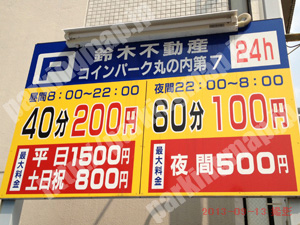 鈴木不動産
P コインパーク丸の内第7 24h
昼間8:00〜22:00
40分200円
最大料金
平日1500円
土日祝800円
夜間22:00〜8:00
60分100円
最大料金
夜間500円